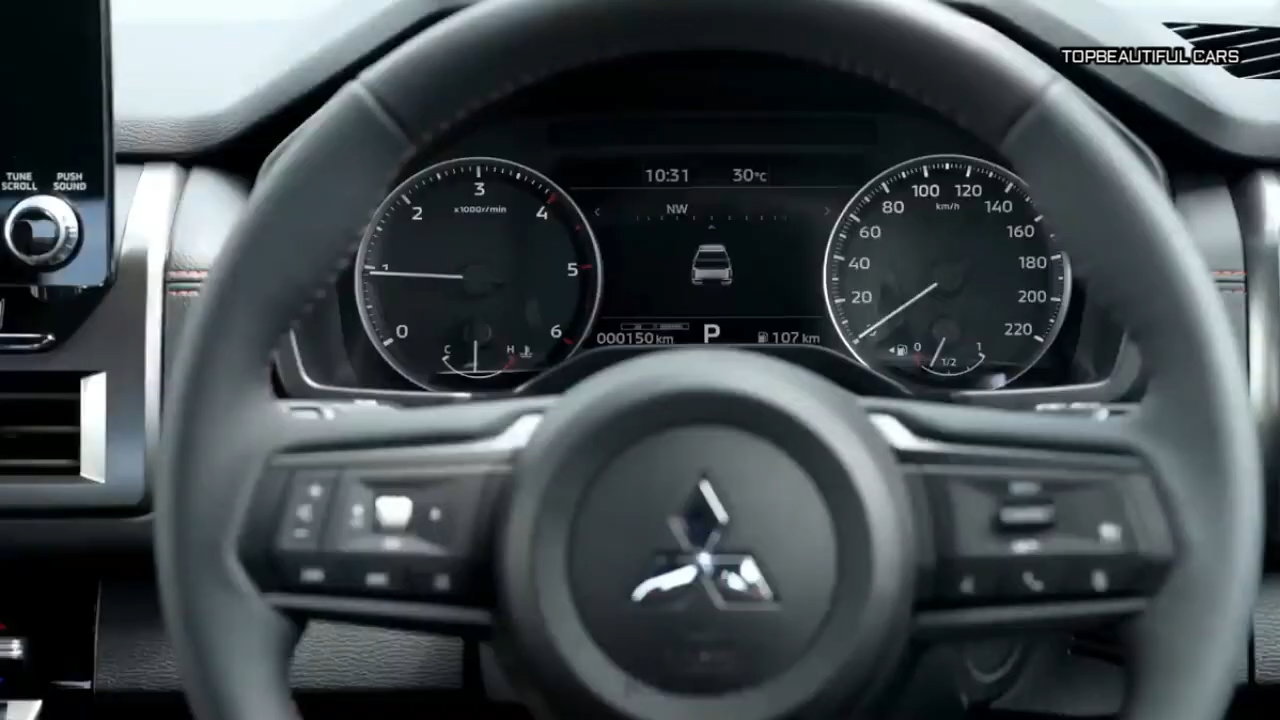 TOPBEAUTIFUL CARS
TUNE SCROLL
PUSH SOUND
10:31 30°C
NW
0 1 2 3 4 5 6
x1000r/min
C H
000150 km P 107 km
20 40 60 80 100 120 140 160 180 200 220
km/h
0 1/2 1